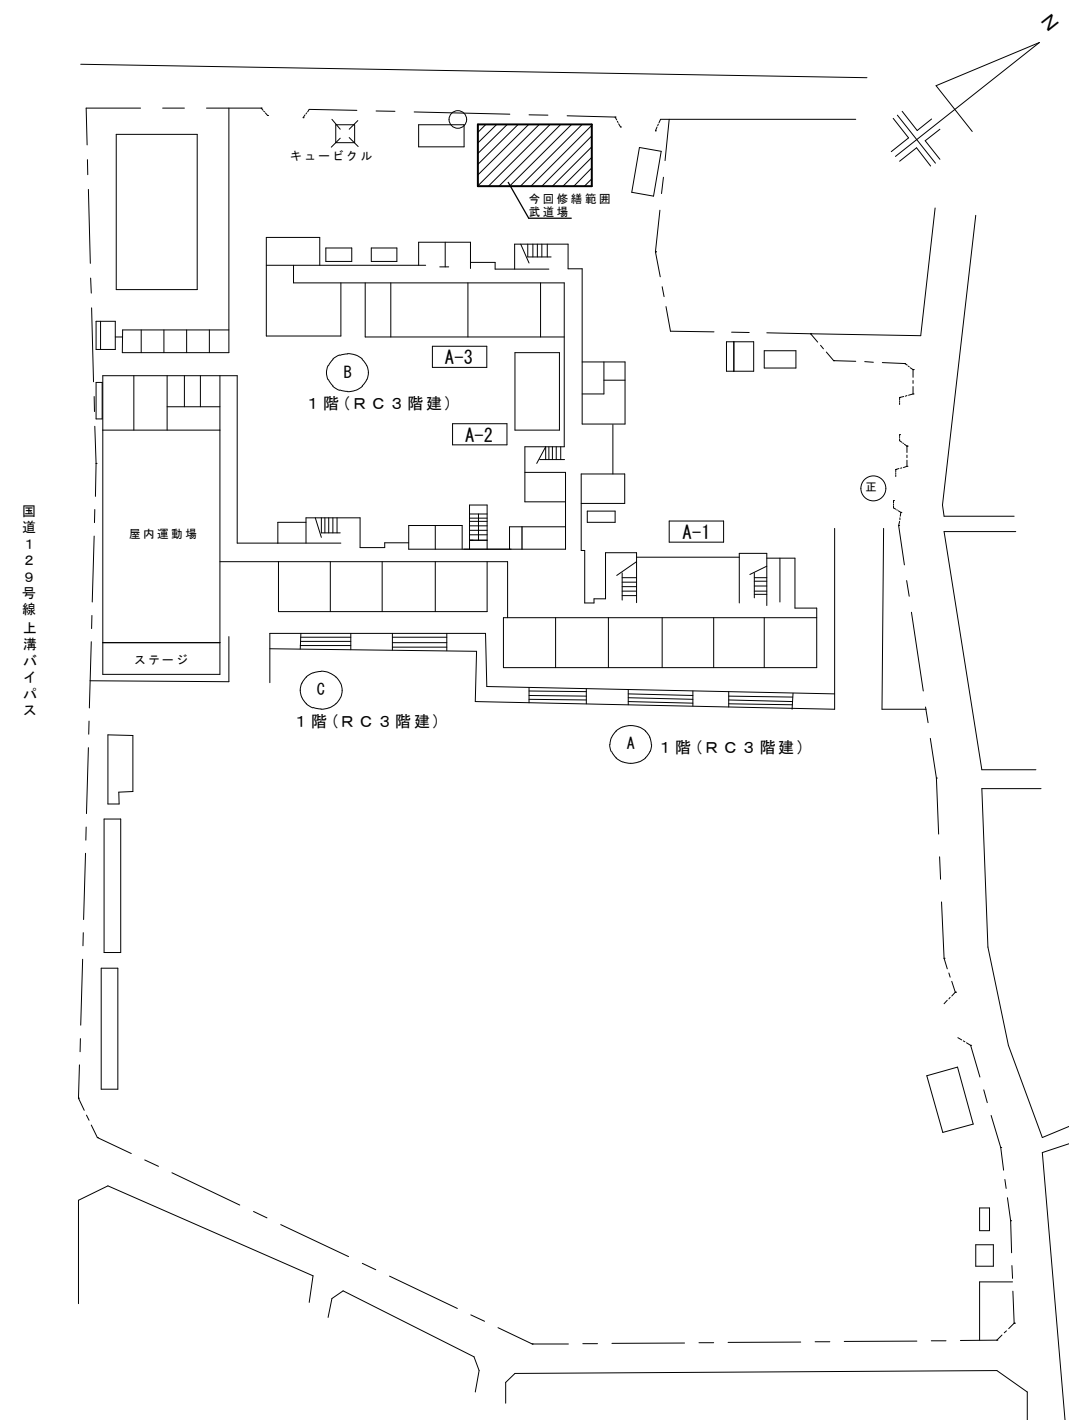 N
キュービクル
今回修繕範囲
武道場
A-3
B
1階(RC3階建)
A-2
正
国道129号線上溝バイパス
屋内運動場
A-1
ステージ
C
1階(RC3階建)
A
1階(RC3階建)